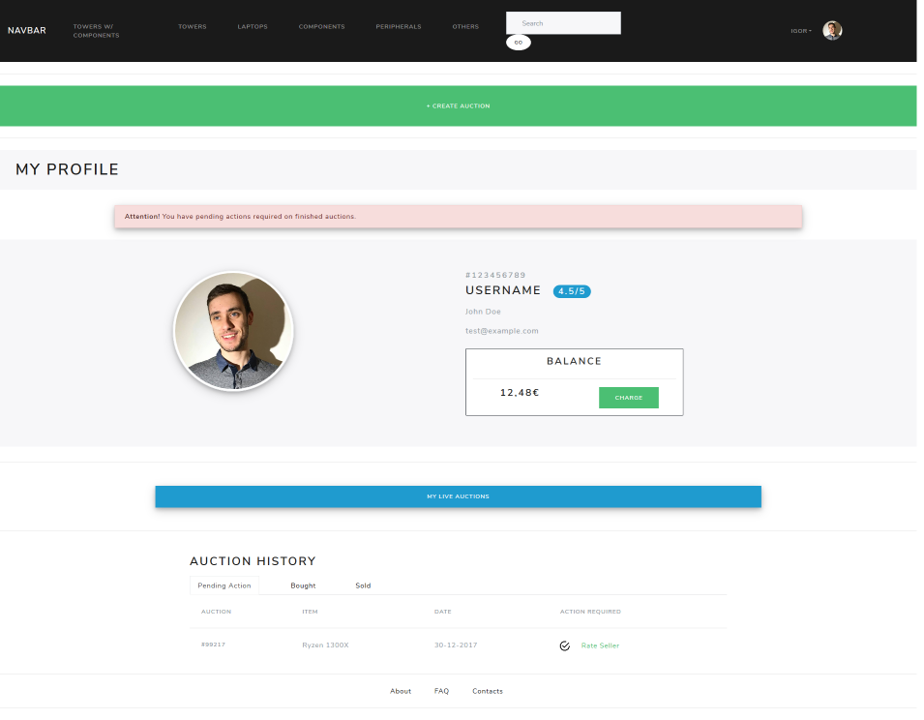 NAVBAR
TOWERS W/
COMPONENTS
TOWERS
LAPTOPS
COMPONENTS
PERIPHERALS
OTHERS
Search
GO
IGOR
+ CREATE AUCTION
MY PROFILE
Attention! You have pending actions required on finished auctions.
#123456789
USERNAME 4.5/5
John Doe
test@example.com
BALANCE
12,48€ CHARGE
MY LIVE AUCTIONS
AUCTION HISTORY
Pending Action Bought Sold
AUCTION ITEM DATE ACTION REQUIRED
#99217 Ryzen 1300X 30-12-2017 Rate Seller
About FAQ Contacts